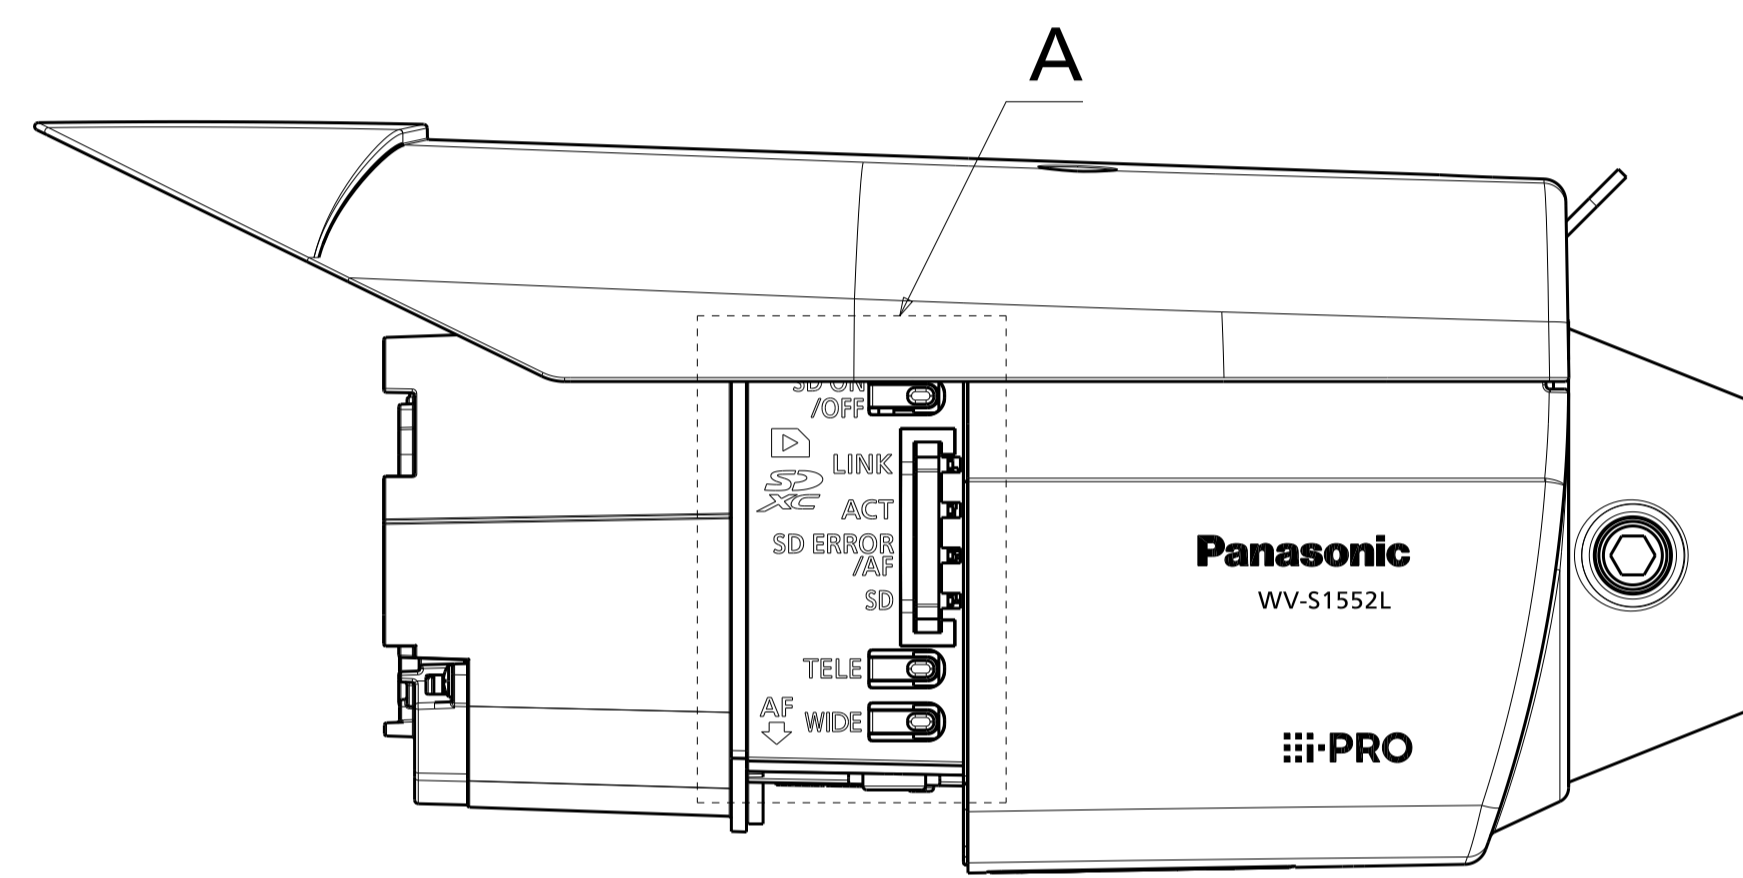 A
SD ON
/OFF
LINK
SD
XC
ACT
SD ERROR
/AF
SD
TELE
AF
WIDE
Panasonic
WV-S1552L
i-PRO